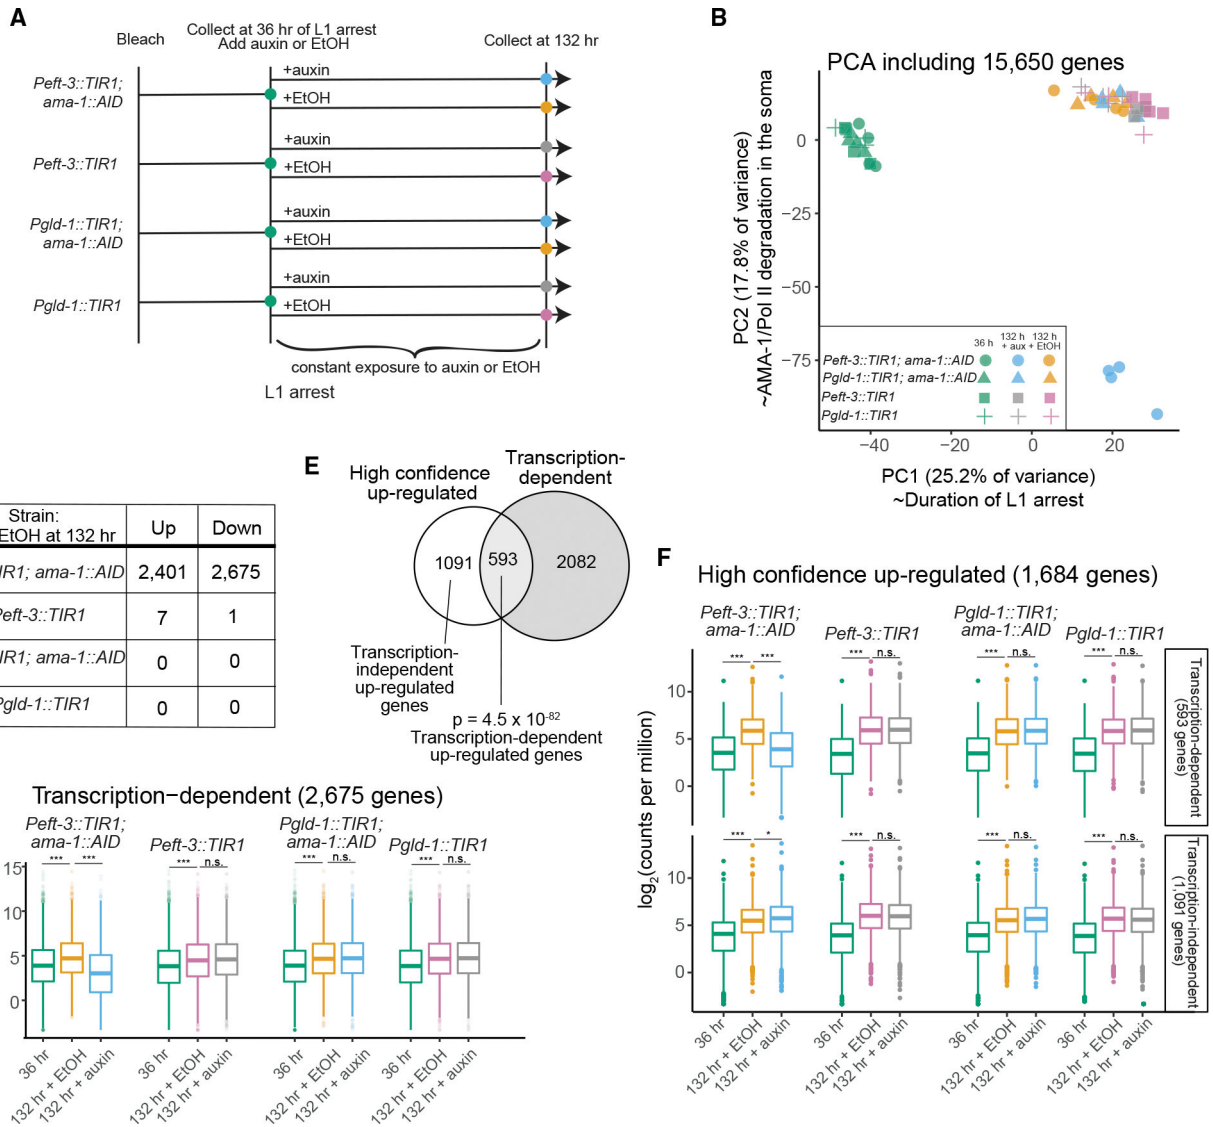 A
Bleach
Collect at 36 hr of L1 arrest
Add auxin or EtOH
Collect at 132 hr
Peft-3::TIR1;
ama-1::AID
+auxin
+EtOH
Peft-3::TIR1
+auxin
+EtOH
Pgld-1::TIR1;
ama-1::AID
+auxin
+EtOH
Pgld-1::TIR1
+auxin
+EtOH
constant exposure to auxin or EtOH
L1 arrest
B
PCA including 15,650 genes
PC2 (17.8% of variance)
~AMA-1/Pol II degradation in the soma
0
−25
−50
−75
36 h
132 h
+ aux
132 h
+ EtOH
Peft-3::TIR1; ama-1::AID
Pgld-1::TIR1; ama-1::AID
Peft-3::TIR1
Pgld-1::TIR1
−40
−20
0
20
PC1 (25.2% of variance)
~Duration of L1 arrest
Strain:
EtOH at 132 hr
Up
Down
IR1; ama-1::AID
2,401
2,675
Peft-3::TIR1
7
1
IR1; ama-1::AID
0
0
Pgld-1::TIR1
0
0
E
High confidence
up-regulated
Transcription-
dependent
1091
593
2082
Transcription-
independent
up-regulated
genes
p = 4.5 x 10-82
Transcription-dependent
up-regulated genes
Transcription−dependent (2,675 genes)
Peft-3::TIR1;
ama-1::AID
Peft-3::TIR1
Pgld-1::TIR1;
ama-1::AID
Pgld-1::TIR1
*** ***
*** n.s.
*** n.s.
*** n.s.
15
10
5
0
36 hr
132 hr + EtOH
132 hr + auxin
36 hr
132 hr + EtOH
132 hr + auxin
36 hr
132 hr + EtOH
132 hr + auxin
36 hr
132 hr + EtOH
132 hr + auxin
F
High confidence up-regulated (1,684 genes)
Peft-3::TIR1;
ama-1::AID
Peft-3::TIR1
Pgld-1::TIR1;
ama-1::AID
Pgld-1::TIR1
log2(counts per million)
*** ***
*** n.s.
*** n.s.
*** n.s.
10
5
0
Transcription-dependent
(593 genes)
*** *
*** n.s.
*** n.s.
*** n.s.
10
5
0
Transcription-independent
(1,091 genes)
36 hr
132 hr + EtOH
132 hr + auxin
36 hr
132 hr + EtOH
132 hr + auxin
36 hr
132 hr + EtOH
132 hr + auxin
36 hr
132 hr + EtOH
132 hr + auxin